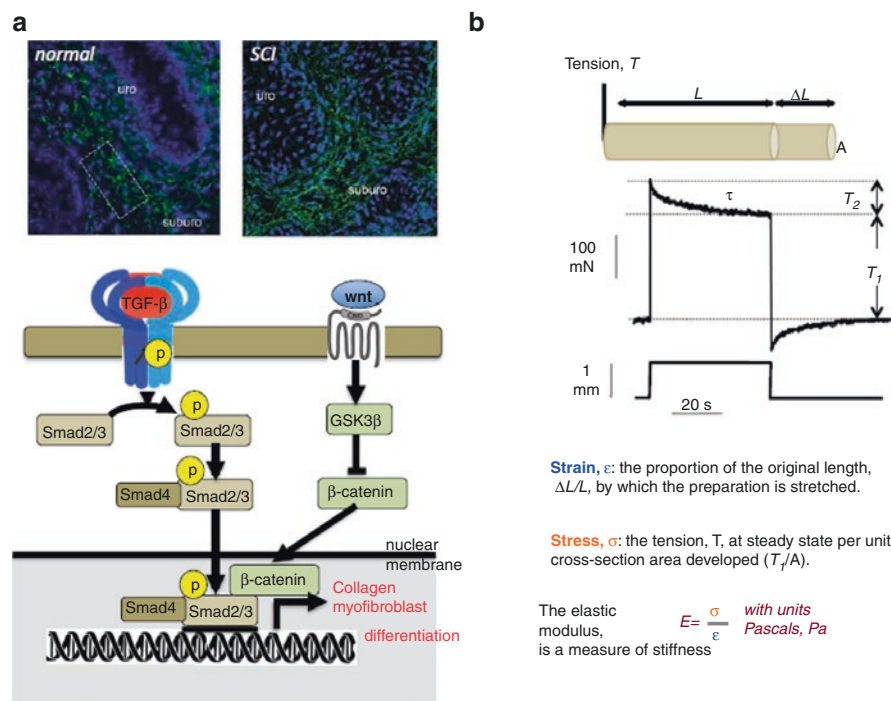 a
normal
uro
suburo
SCI
uro
suburo
TGF-β
p
wnt
CRD
Smad2/3
p
Smad2/3
GSK3β
p
Smad4
Smad2/3
β-catenin
nuclear
membrane
p
β-catenin
Smad4
Smad2/3
Collagen
myofibroblast
differentiation
b
Tension, T
L
ΔL
A
τ
T2
100
mN
T1
1
mm
20 s
Strain, ε: the proportion of the original length,
ΔL/L, by which the preparation is stretched.
Stress, σ: the tension, T, at steady state per unit
cross-section area developed (T1/A).
The elastic
modulus,
is a measure of stiffness
E= σ
ε
with units
Pascals, Pa